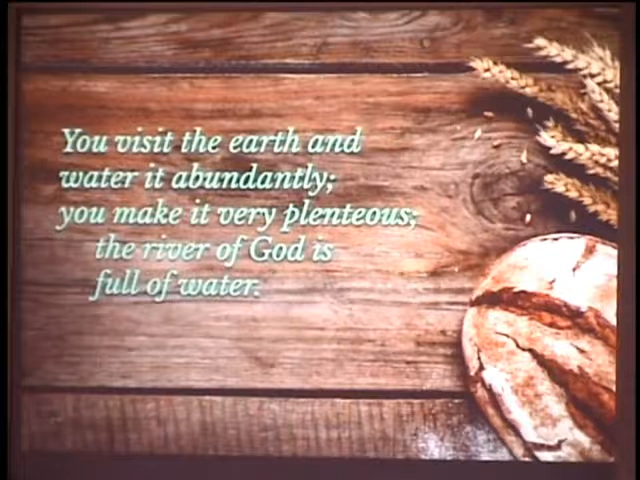 You visit the earth and
water it abundantly;
you make it very plenteous;
the river of God is
full of water.